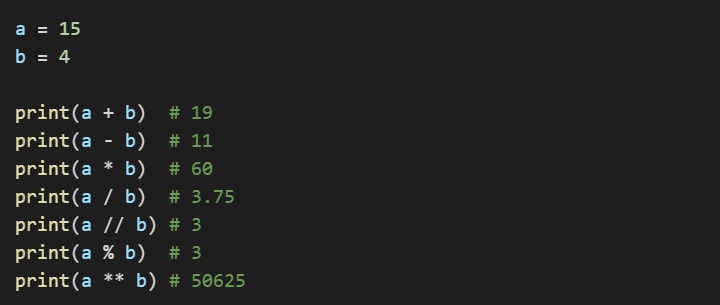 a = 15
b = 4

print(a + b)  # 19
print(a - b)  # 11
print(a * b)  # 60
print(a / b)  # 3.75
print(a // b) # 3
print(a % b)  # 3
print(a ** b) # 50625